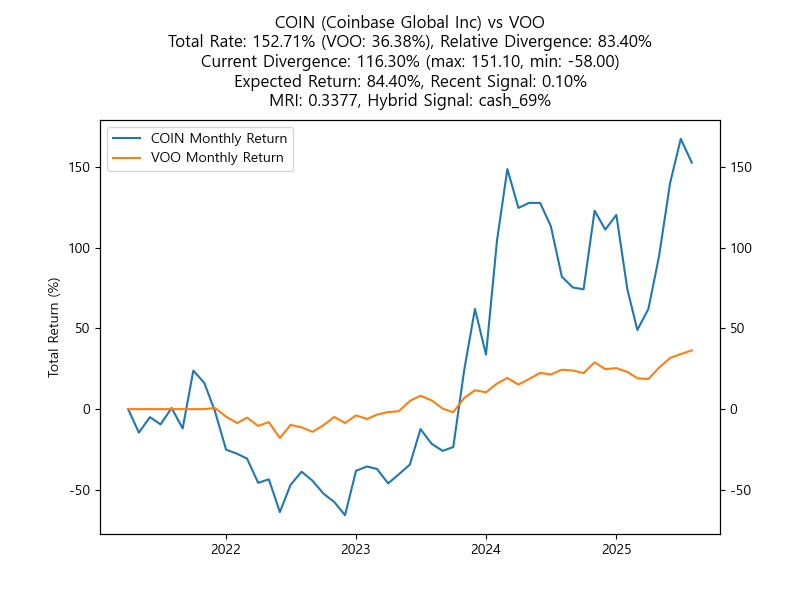 COIN (Coinbase Global Inc) vs VOO
Total Rate: 152.71% (VOO: 36.38%), Relative Divergence: 83.40%
Current Divergence: 116.30% (max: 151.10, min: -58.00)
Expected Return: 84.40%, Recent Signal: 0.10%
MRI: 0.3377, Hybrid Signal: cash_69%
COIN Monthly Return
VOO Monthly Return
Total Return (%)
150
100
50
0
-50
150
100
50
0
-50
2022
2023
2024
2025